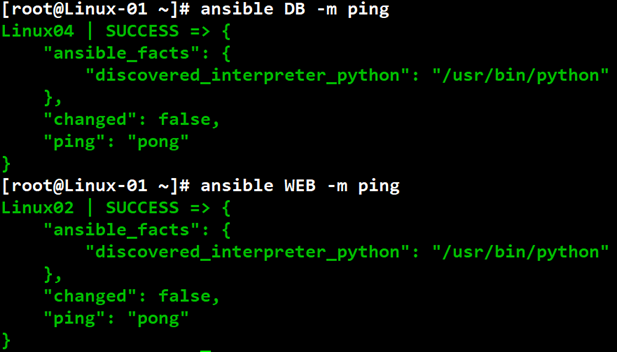 [root@Linux-01 ~]# ansible DB -m ping
Linux04 | SUCCESS => {
    "ansible_facts": {
        "discovered_interpreter_python": "/usr/bin/python"
    },
    "changed": false,
    "ping": "pong"
}
[root@Linux-01 ~]# ansible WEB -m ping
Linux02 | SUCCESS => {
    "ansible_facts": {
        "discovered_interpreter_python": "/usr/bin/python"
    },
    "changed": false,
    "ping": "pong"
}